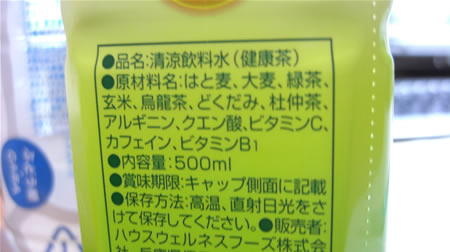 ●品名:清涼飲料水(健康茶)
●原材料名:はと麦、大麦、緑茶、
玄米、烏龍茶、どくだみ、杜仲茶、
アルギニン、クエン酸、ビタミンC、
カフェイン、ビタミンB1
●内容量:500ml
●賞味期限:キャップ側面に記載
●保存方法:高温、直射日光をさ
けて保存してください。●販売者:
ハウスウェルネスフーズ株式会